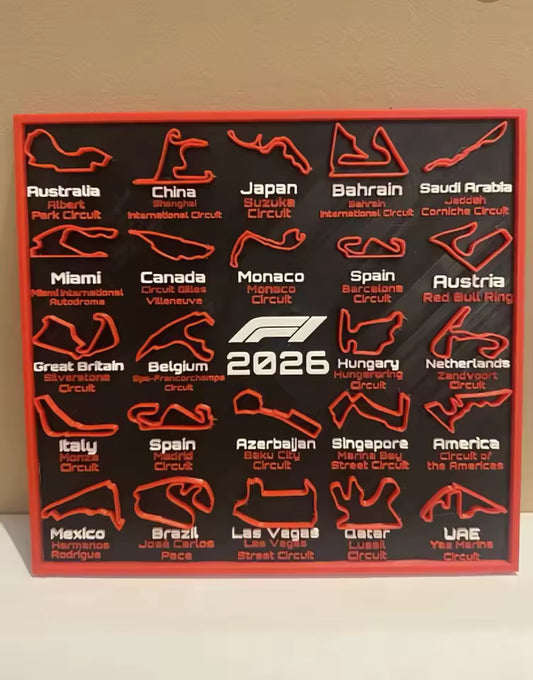 Australia
Albert
Park Circuit
China
Shanghai
International Circuit
Japan
Suzuka
Circuit
Bahrain
Bahrain
International Circuit
Saudi Arabia
Jeddah
Corniche Circuit
Miami
Miami International
Autodrome
Canada
Circuit Gilles
Villeneuve
Monaco
Monaco
Circuit
Spain
Barcelona
Circuit
Austria
Red Bull Ring
Great Britain
Silverstone
Circuit
Belgium
Spa-Francorchamps
Circuit
F1
2026
Hungary
Hungaroring
Circuit
Netherlands
Zandvoort
Circuit
Italy
Monza
Circuit
Spain
Madrid
Circuit
Azerbaijan
Baku City
Circuit
Singapore
Marina Bay
Street Circuit
America
Circuit of
the Americas
Mexico
Hermanos
Rodrigue
Brazil
José Carlos
Pace
Las Vegas
Las Vegas
Street Circuit
Qatar
Lusail
Circuit
UAE
Yas Marina
Circuit